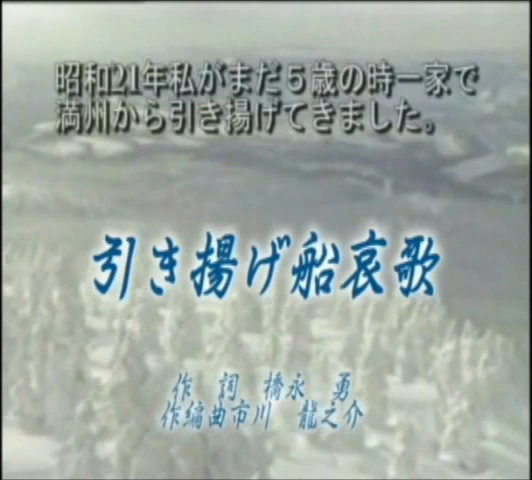 昭和21年私がまだ５歳の時一家で
満州から引き揚げてきました。
引き揚げ船哀歌
作　詞　橋永　勇
作編曲市川　龍之介